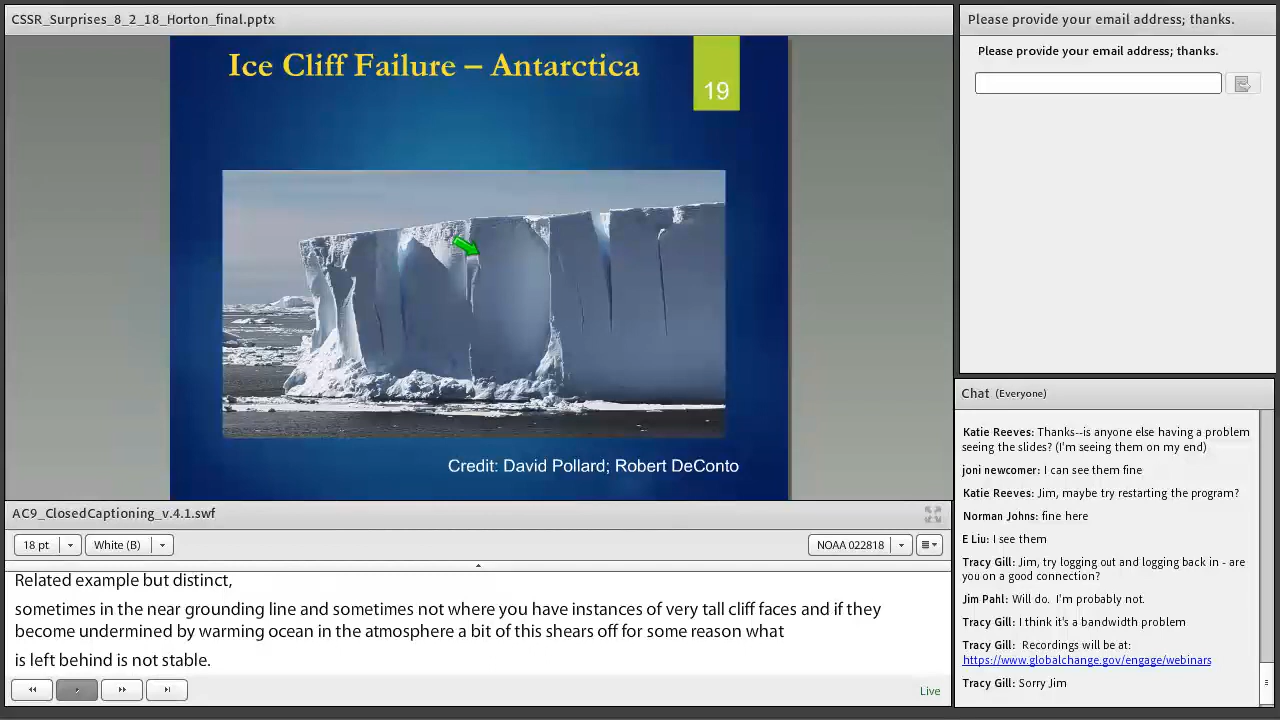 CSSR_Surprises_8_2_18_Horton_final.pptx
Ice Cliff Failure – Antarctica
19
Credit: David Pollard; Robert DeConto
AC9_ClosedCaptioning_v.4.1.swf
18 pt
White (B)
NOAA 022818
Related example but distinct,
sometimes in the near grounding line and sometimes not where you have instances of very tall cliff faces and if they
become undermined by warming ocean in the atmosphere a bit of this shears off for some reason what
is left behind is not stable.
Live
Please provide your email address; thanks.
Please provide your email address; thanks.
Chat (Everyone)
Katie Reeves: Thanks--is anyone else having a problem
seeing the slides? (I'm seeing them on my end)
joni newcomer: I can see them fine
Katie Reeves: Jim, maybe try restarting the program?
Norman Johns: fine here
E Liu: I see them
Tracy Gill: Jim, try logging out and logging back in - are
you on a good connection?
Jim Pahl: Will do.  I'm probably not.
Tracy Gill: I think it's a bandwidth problem
Tracy Gill:  Recordings will be at:
https://www.globalchange.gov/engage/webinars
Tracy Gill: Sorry Jim